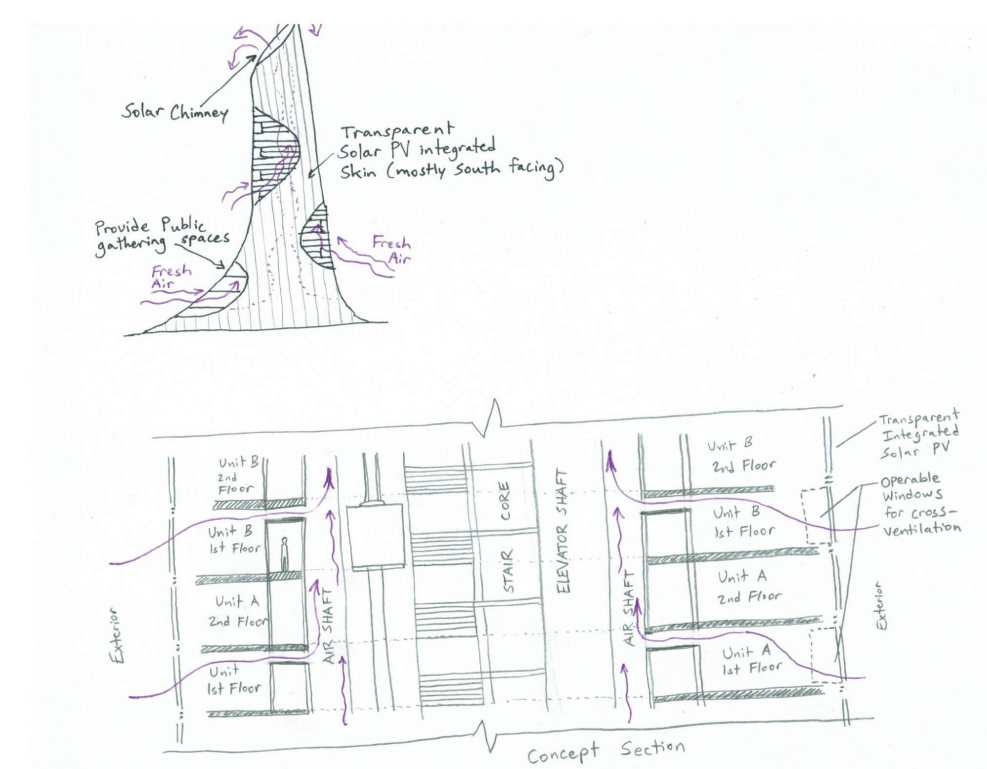 Solar Chimney
Transparent
Solar PV integrated
Skin (mostly South facing)
Provide Public
gathering spaces
Fresh
Air
Fresh
Air
Unit B
2nd
Floor
Unit B
1st Floor
Unit A
2nd Floor
Unit
1st Floor
Exterior
AIR SHAFT
STAIR CORE
ELEVATOR SHAFT
AIR SHAFT
Unit B
2nd Floor
Unit B
1st Floor
Unit A
2nd Floor
Unit A
1st Floor
Exterior
Transparent
Integrated
Solar PV
Operable
Windows
for cross-
ventilation
Concept Section